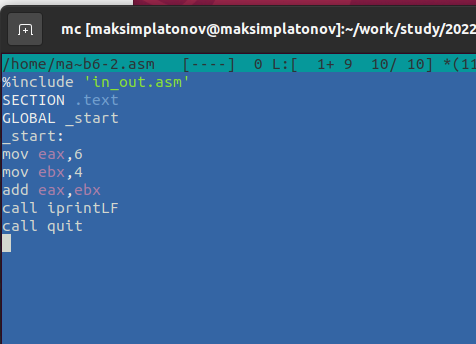 mc [maksimplatonov@maksimplatonov]:~/work/study/2022
/home/ma~b6-2.asm   [----]  0 L:[  1+ 9  10/ 10] *(11
%include 'in_out.asm'
SECTION .text
GLOBAL _start
_start:
mov eax,6
mov ebx,4
add eax,ebx
call iprintLF
call quit